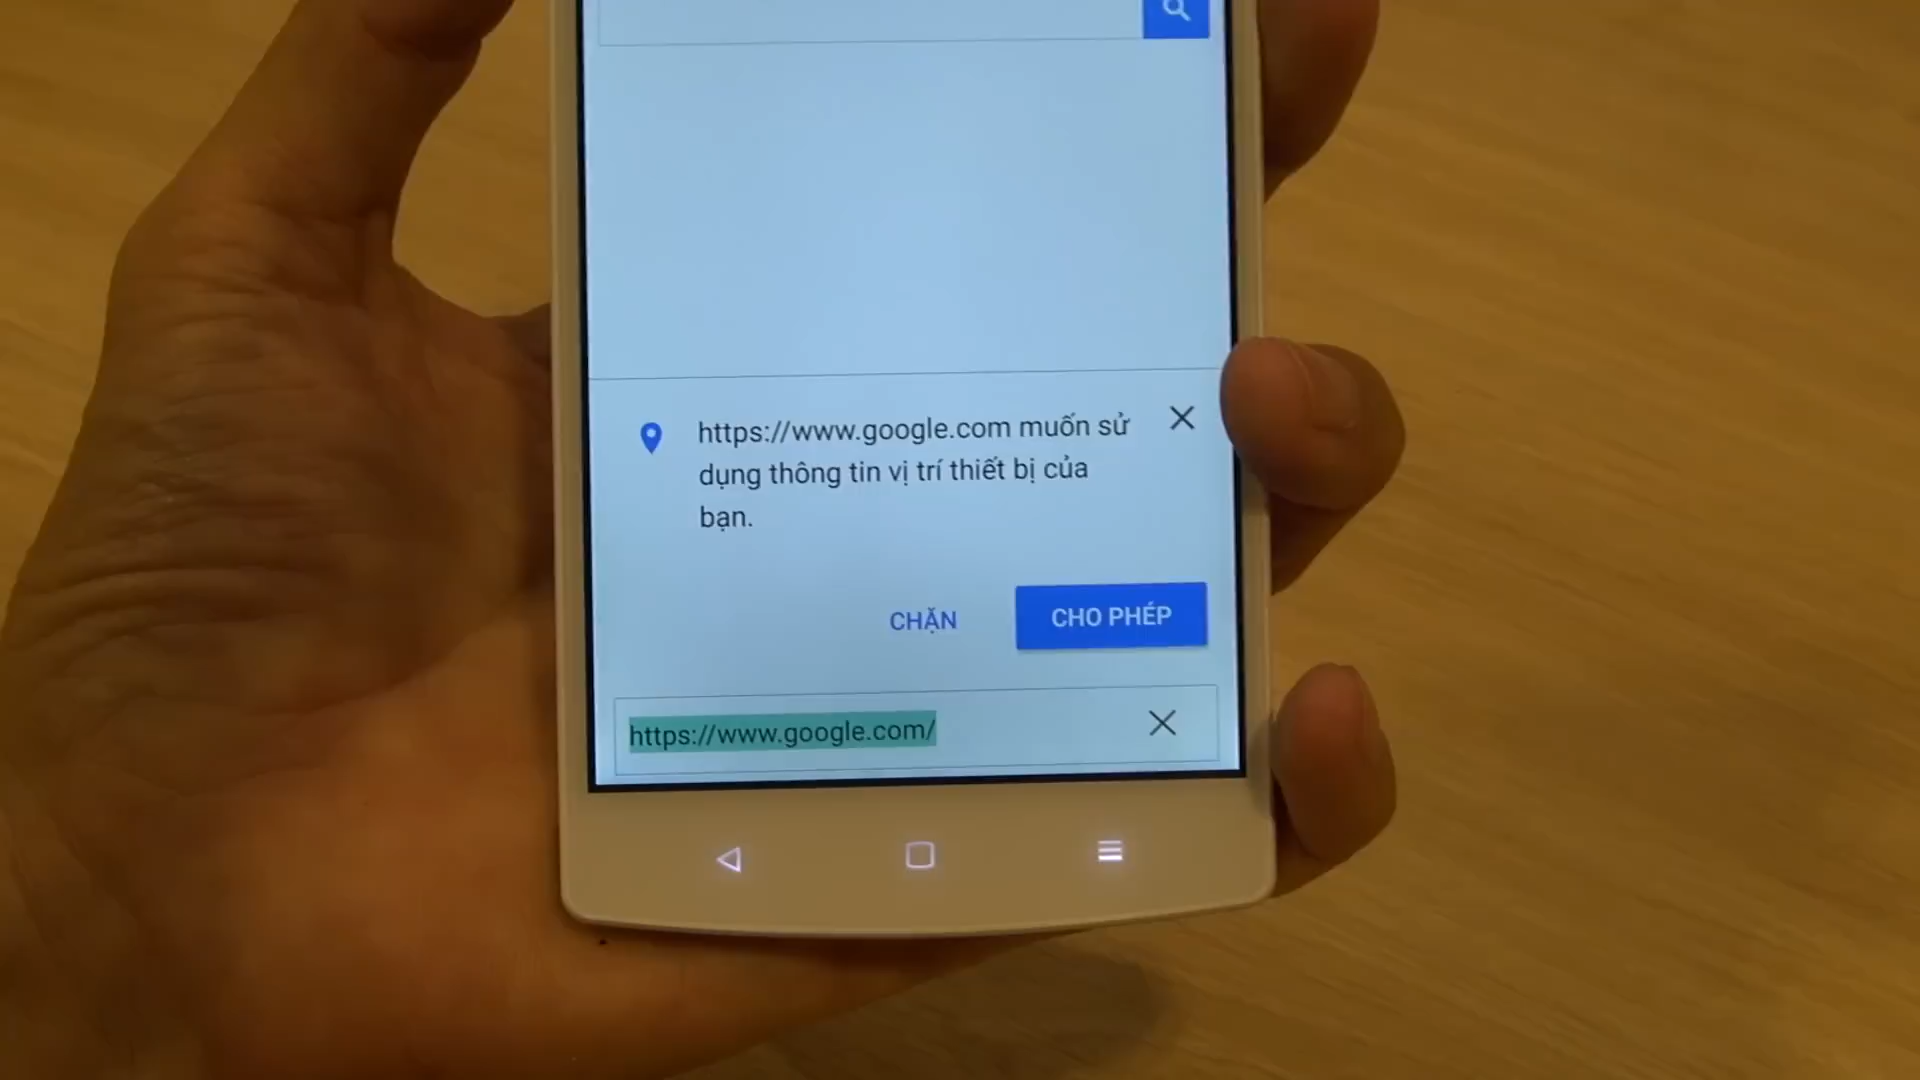 https://www.google.com muốn sử
dụng thông tin vị trí thiết bị của
bạn.
CHẶN
CHO PHÉP
https://www.google.com/